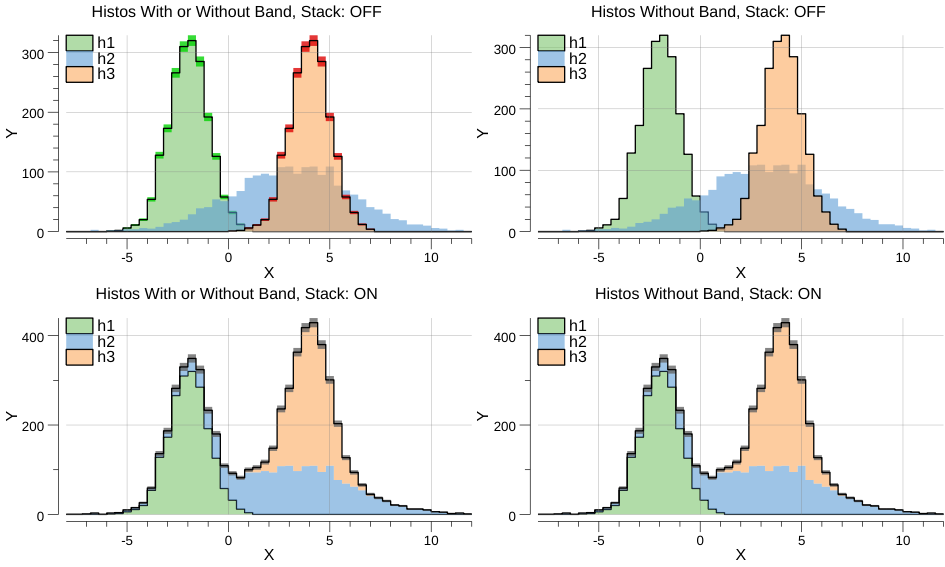 Histos With or Without Band, Stack: OFF
h1
h2
h3
300
200
100
0
Y
-5
0
5
10
X
Histos Without Band, Stack: OFF
h1
h2
h3
300
200
100
0
Y
-5
0
5
10
X
Histos With or Without Band, Stack: ON
h1
h2
h3
400
200
0
Y
-5
0
5
10
X
Histos Without Band, Stack: ON
h1
h2
h3
400
200
0
Y
-5
0
5
10
X